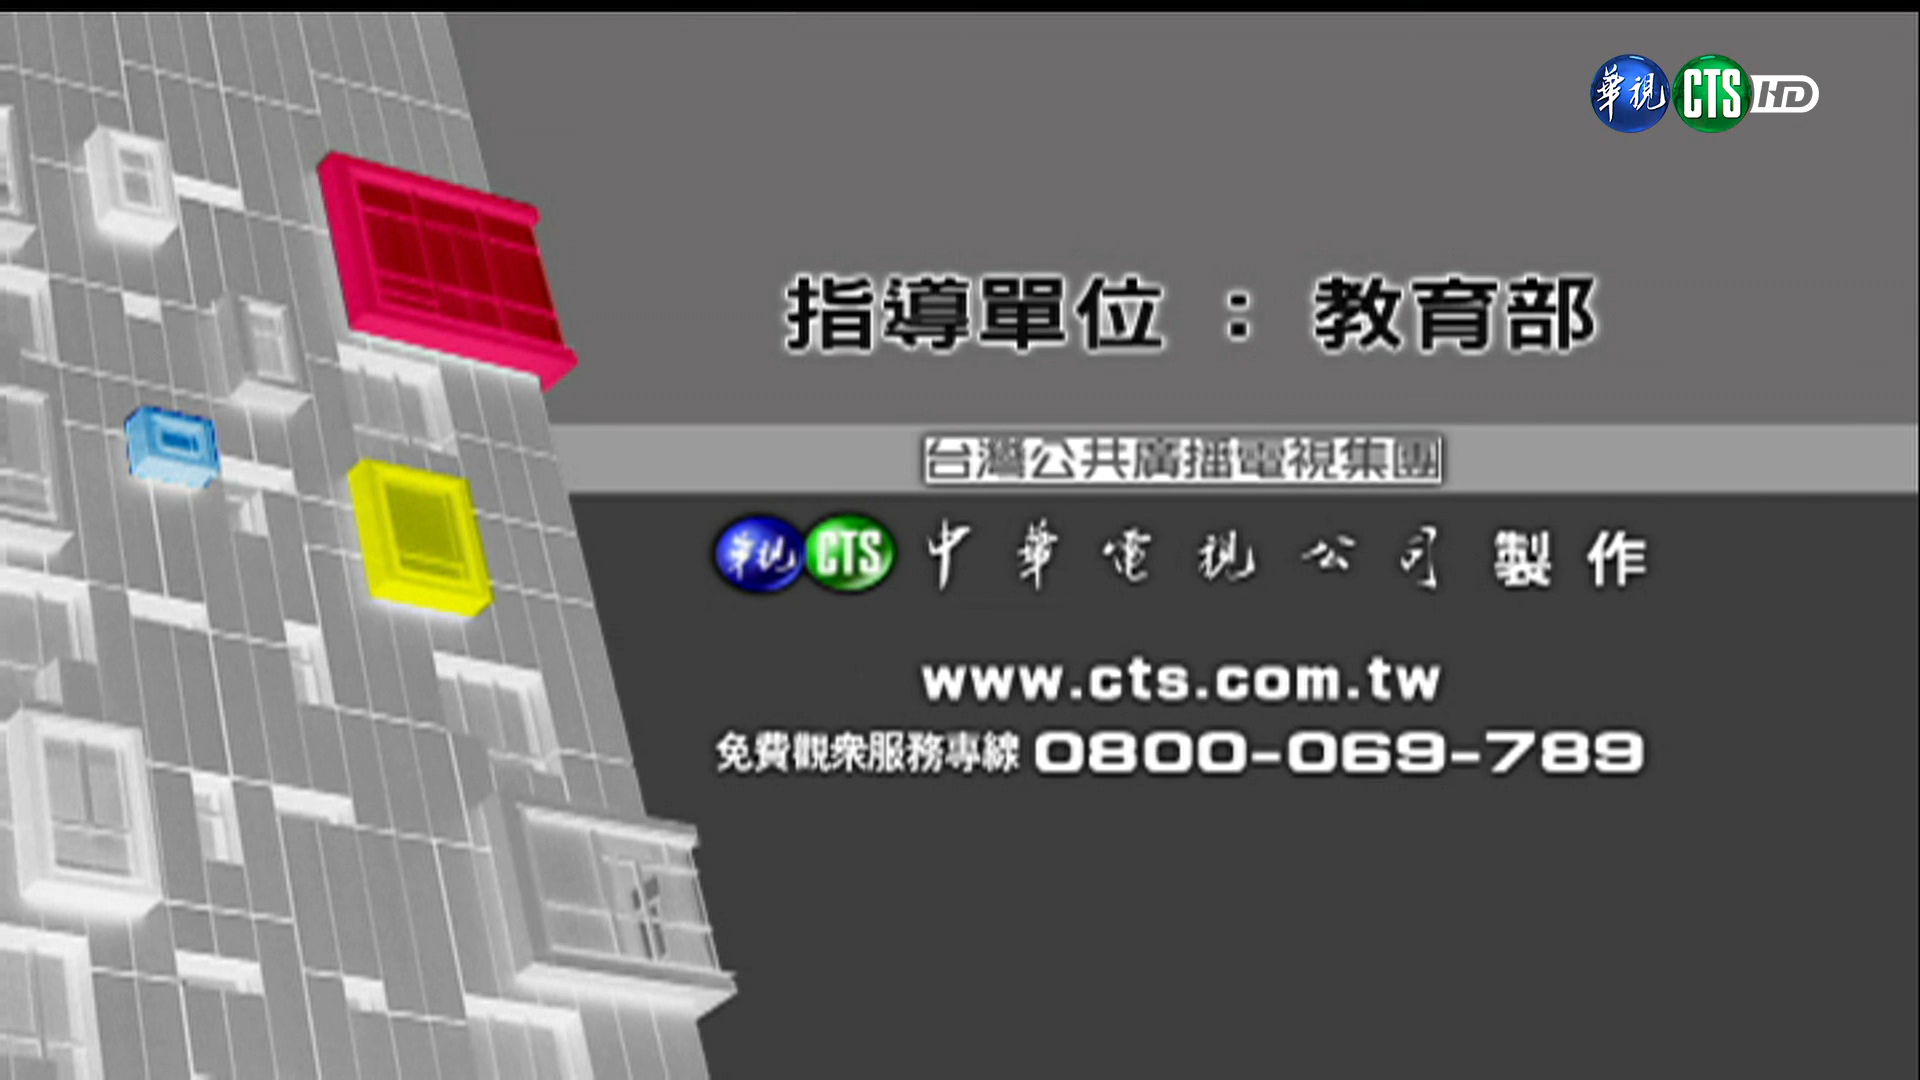 華視 CTS HD
指導單位 : 教育部
台灣公共廣播電視集團
華視 CTS 中華電視公司 製作
www.cts.com.tw
免費觀眾服務專線 0800-069-789